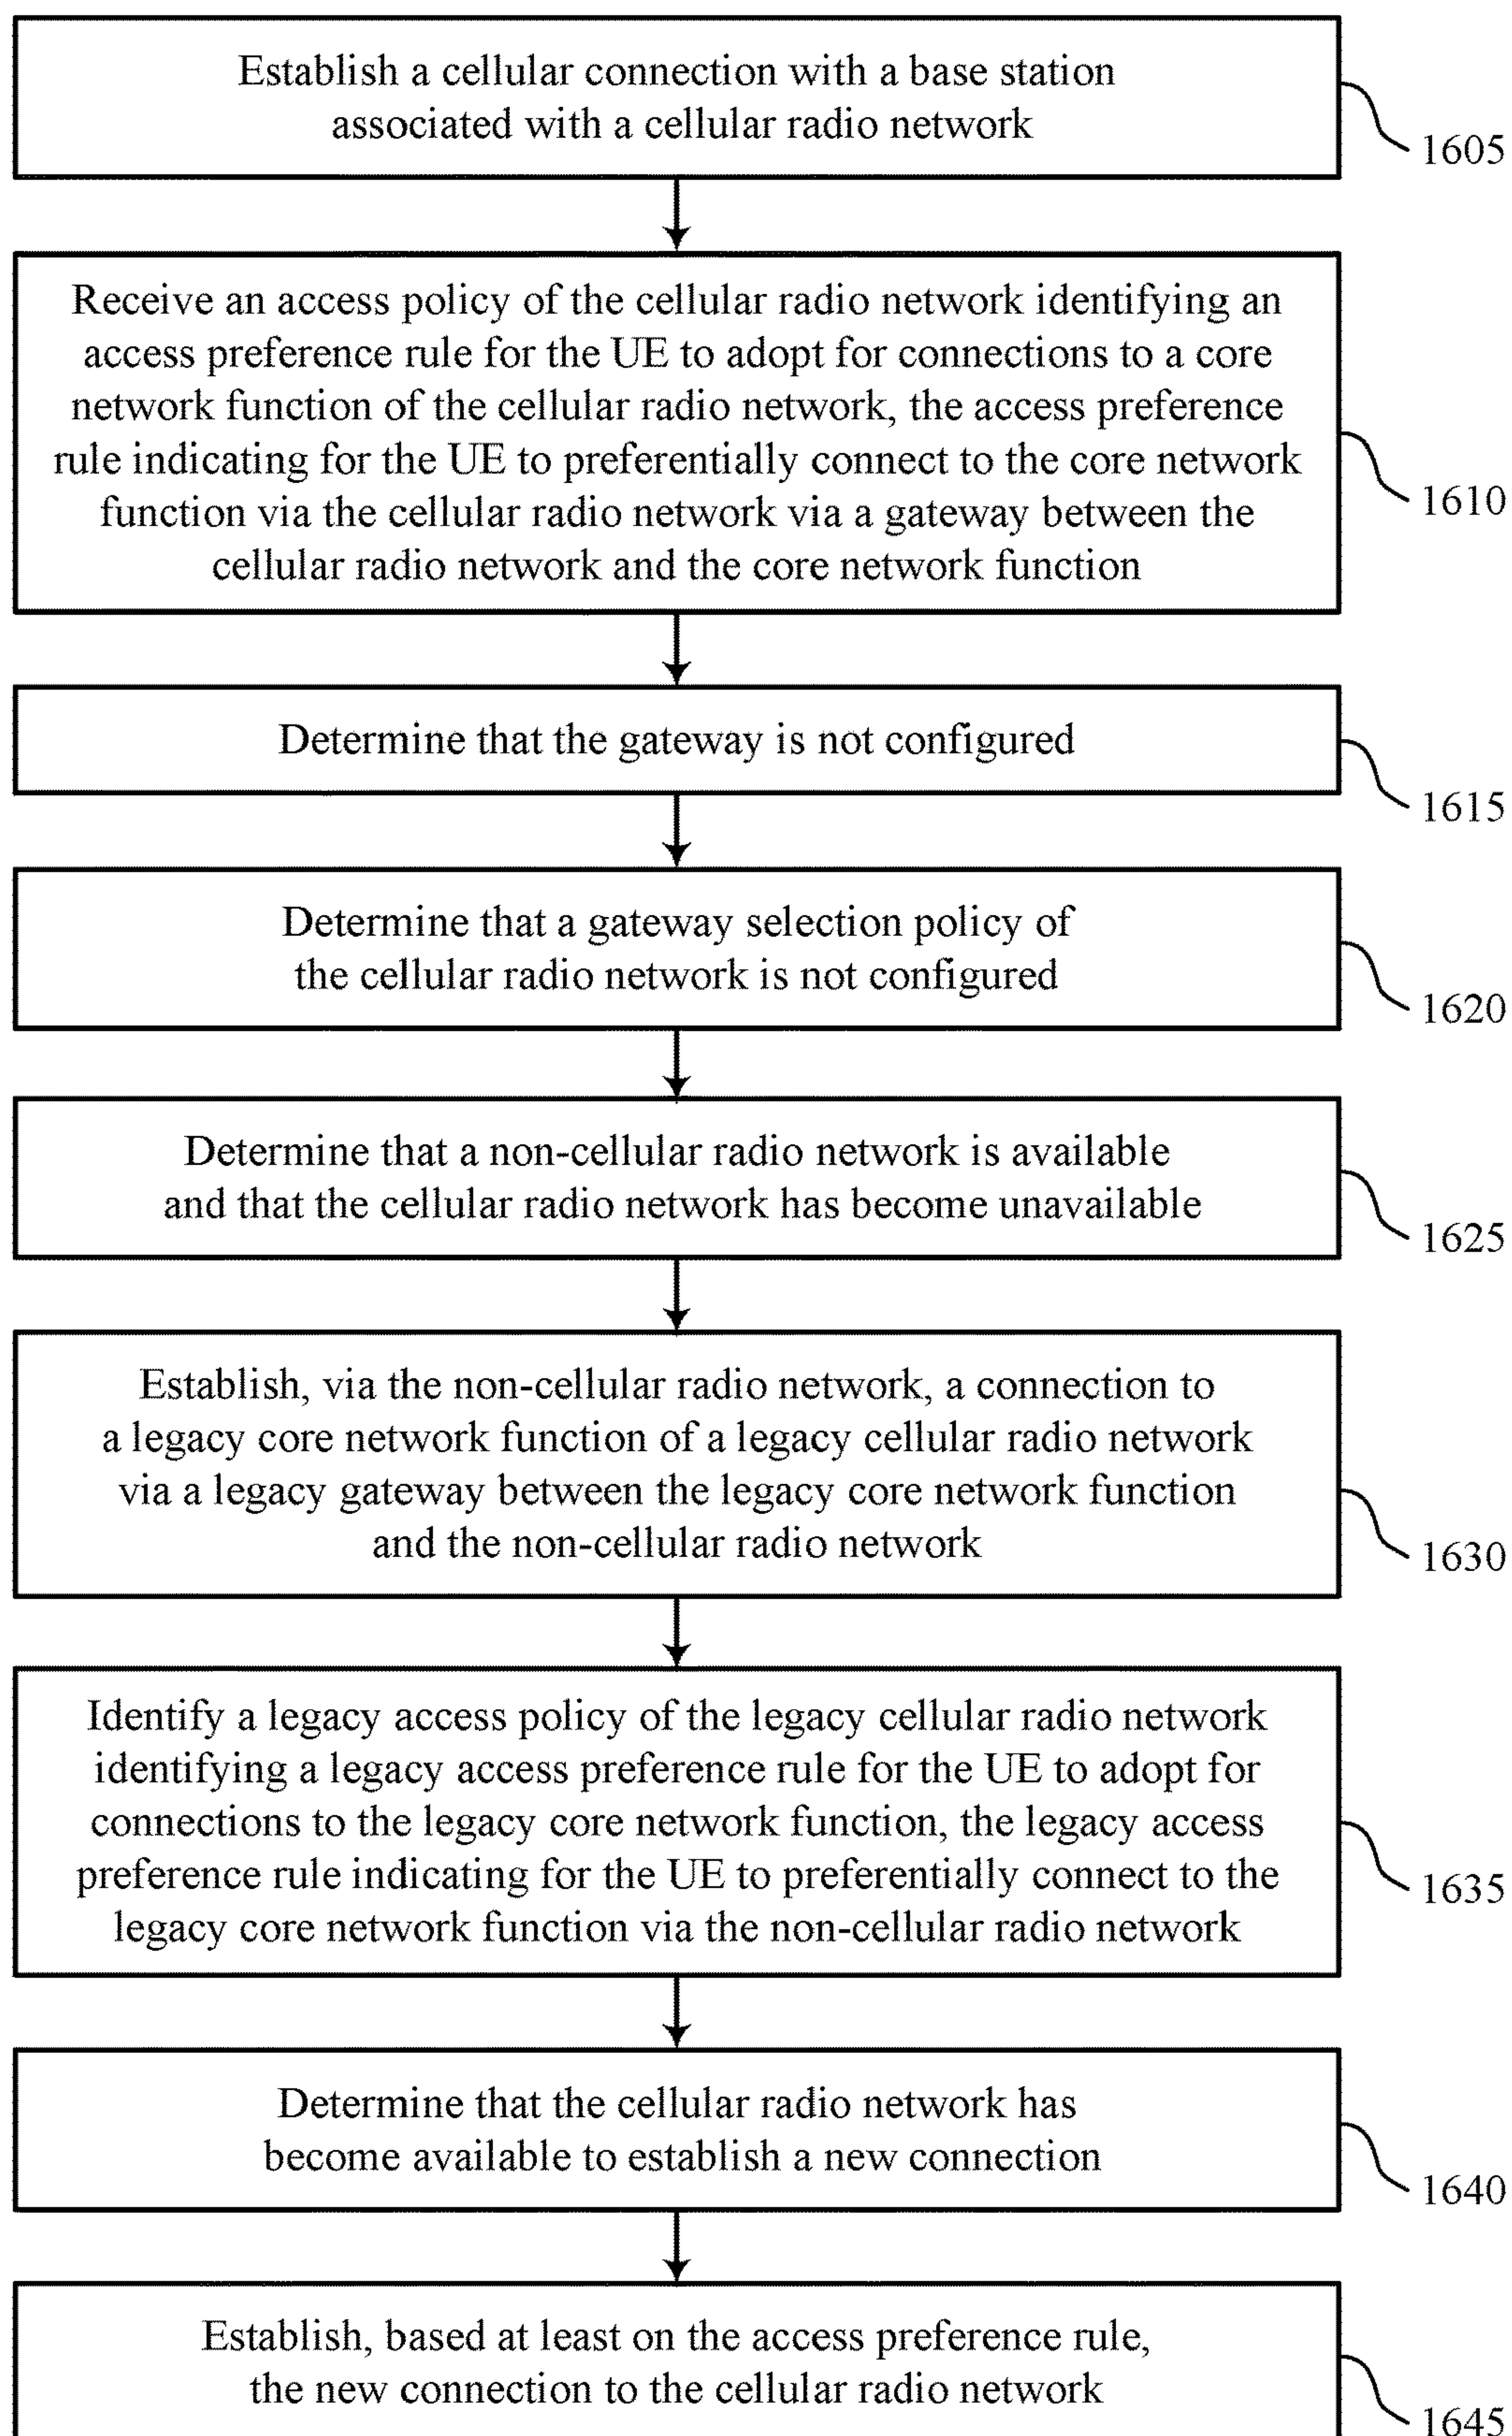 Establish a cellular connection with a base station
associated with a cellular radio network
1605
Receive an access policy of the cellular radio network identifying an
access preference rule for the UE to adopt for connections to a core
network function of the cellular radio network, the access preference
rule indicating for the UE to preferentially connect to the core network
function via the cellular radio network via a gateway between the
cellular radio network and the core network function
1610
Determine that the gateway is not configured
1615
Determine that a gateway selection policy of
the cellular radio network is not configured
1620
Determine that a non-cellular radio network is available
and that the cellular radio network has become unavailable
1625
Establish, via the non-cellular radio network, a connection to
a legacy core network function of a legacy cellular radio network
via a legacy gateway between the legacy core network function
and the non-cellular radio network
1630
Identify a legacy access policy of the legacy cellular radio network
identifying a legacy access preference rule for the UE to adopt for
connections to the legacy core network function, the legacy access
preference rule indicating for the UE to preferentially connect to the
legacy core network function via the non-cellular radio network
1635
Determine that the cellular radio network has
become available to establish a new connection
1640
Establish, based at least on the access preference rule,
the new connection to the cellular radio network
1645